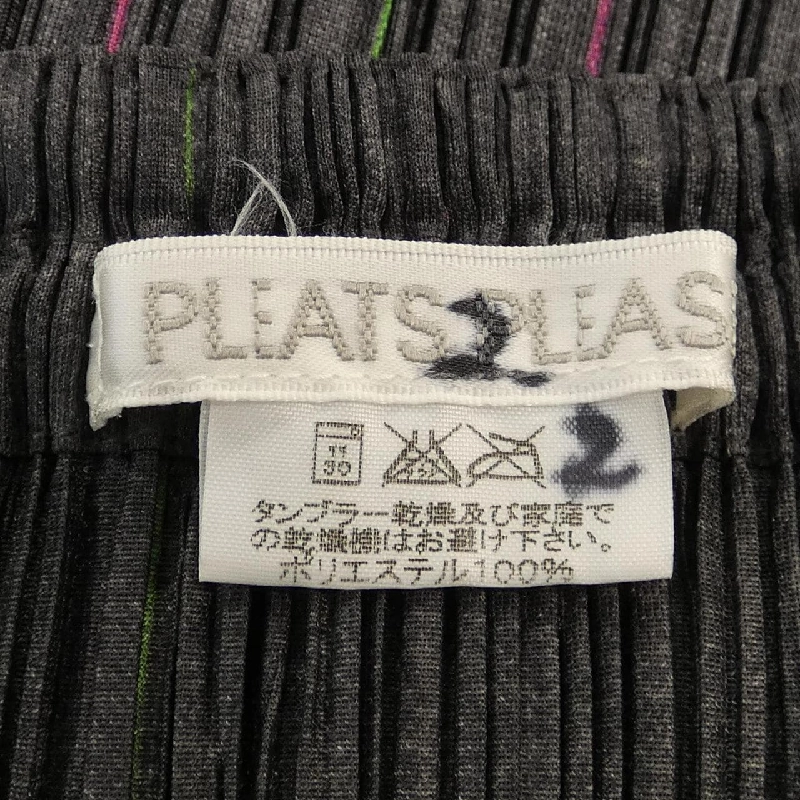 PLEATS PLEAS
2
2
タンブラー乾燥及び家庭で
の乾燥機はお避け下さい。
ポリエステル100%